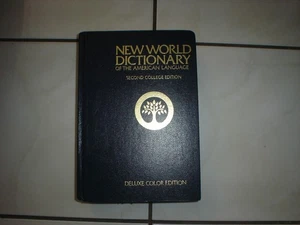 NEW WORLD
DICTIONARY
OF THE AMERICAN LANGUAGE
SECOND COLLEGE EDITION
DELUXE COLOR EDITION